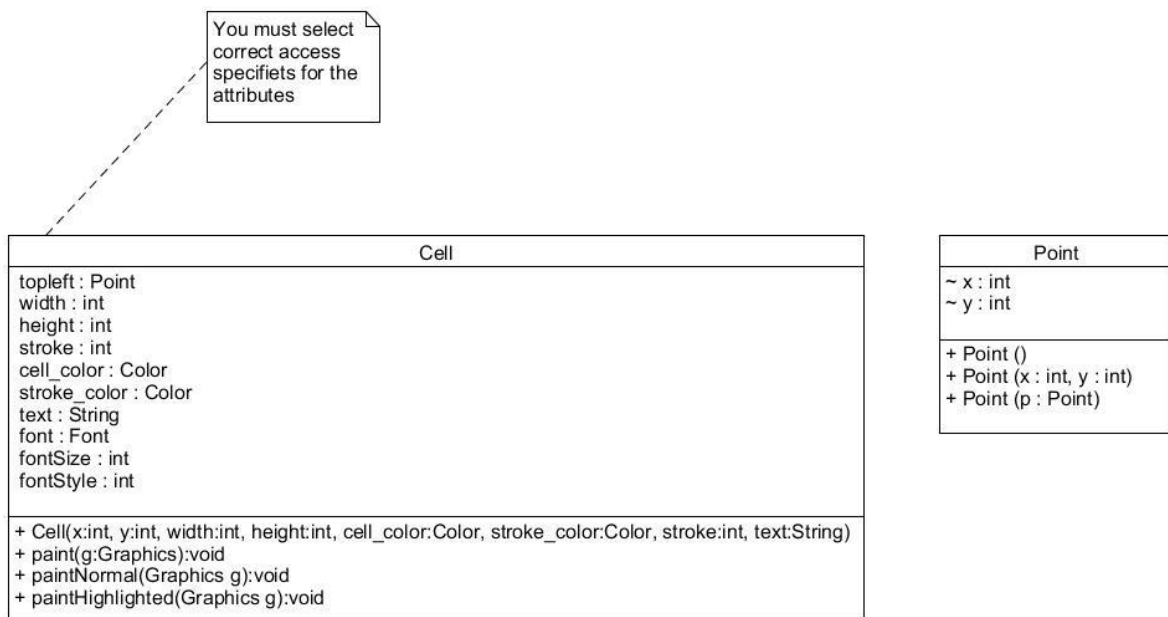 You must select
correct access
specifiets for the
attributes
Cell
topleft : Point
width : int
height : int
stroke : int
cell_color : Color
stroke_color : Color
text : String
font : Font
fontSize : int
fontStyle : int
+ Cell(x:int, y:int, width:int, height:int, cell_color:Color, stroke_color:Color, stroke:int, text:String)
+ paint(g:Graphics):void
+ paintNormal(Graphics g):void
+ paintHighlighted(Graphics g):void
Point
~ x : int
~ y : int
+ Point ()
+ Point (x : int, y : int)
+ Point (p : Point)